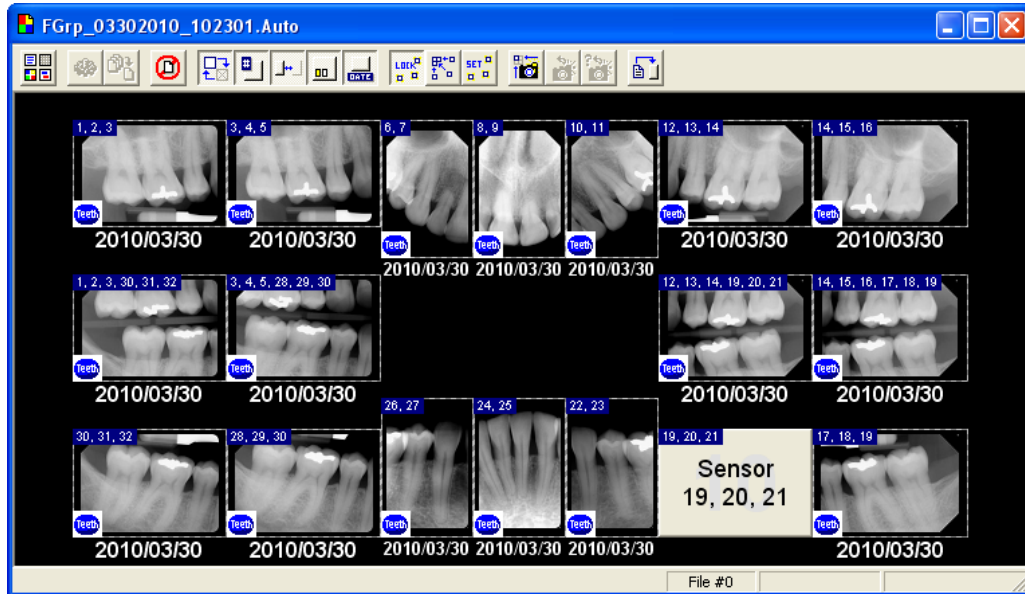 FGrp_03302010_102301.Auto
DATE
LOCK
SET
1, 2, 3
3, 4, 5
6, 7
8, 9
10, 11
12, 13, 14
14, 15, 16
Teeth
Teeth
Teeth
Teeth
Teeth
Teeth
Teeth
2010/03/30
2010/03/30
2010/03/30
2010/03/30
2010/03/30
2010/03/30
2010/03/30
1, 2, 3, 30, 31, 32
3, 4, 5, 28, 29, 30
12, 13, 14, 19, 20, 21
14, 15, 16, 17, 18, 19
Teeth
Teeth
Teeth
Teeth
2010/03/30
2010/03/30
2010/03/30
2010/03/30
26, 27
24, 25
22, 23
30, 31, 32
28, 29, 30
19, 20, 21
17, 18, 19
10
Sensor
19, 20, 21
Teeth
Teeth
Teeth
Teeth
Teeth
Teeth
2010/03/30
2010/03/30
2010/03/30
2010/03/30
2010/03/30
2010/03/30
File #0